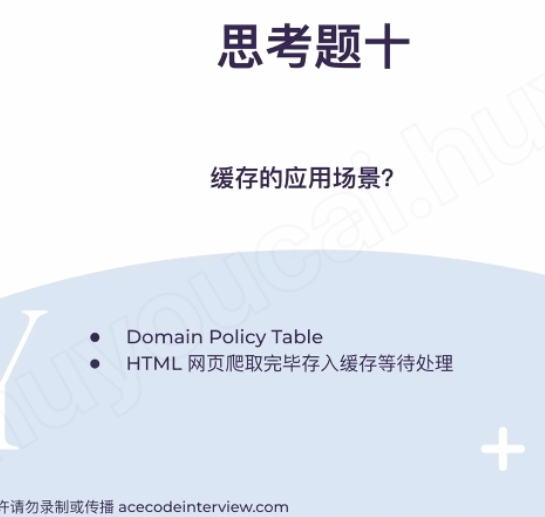 思考题十
缓存的应用场景?
Y
● Domain Policy Table
● HTML 网页爬取完毕存入缓存等待处理
许请勿录制或传播 acecodeinterview.com